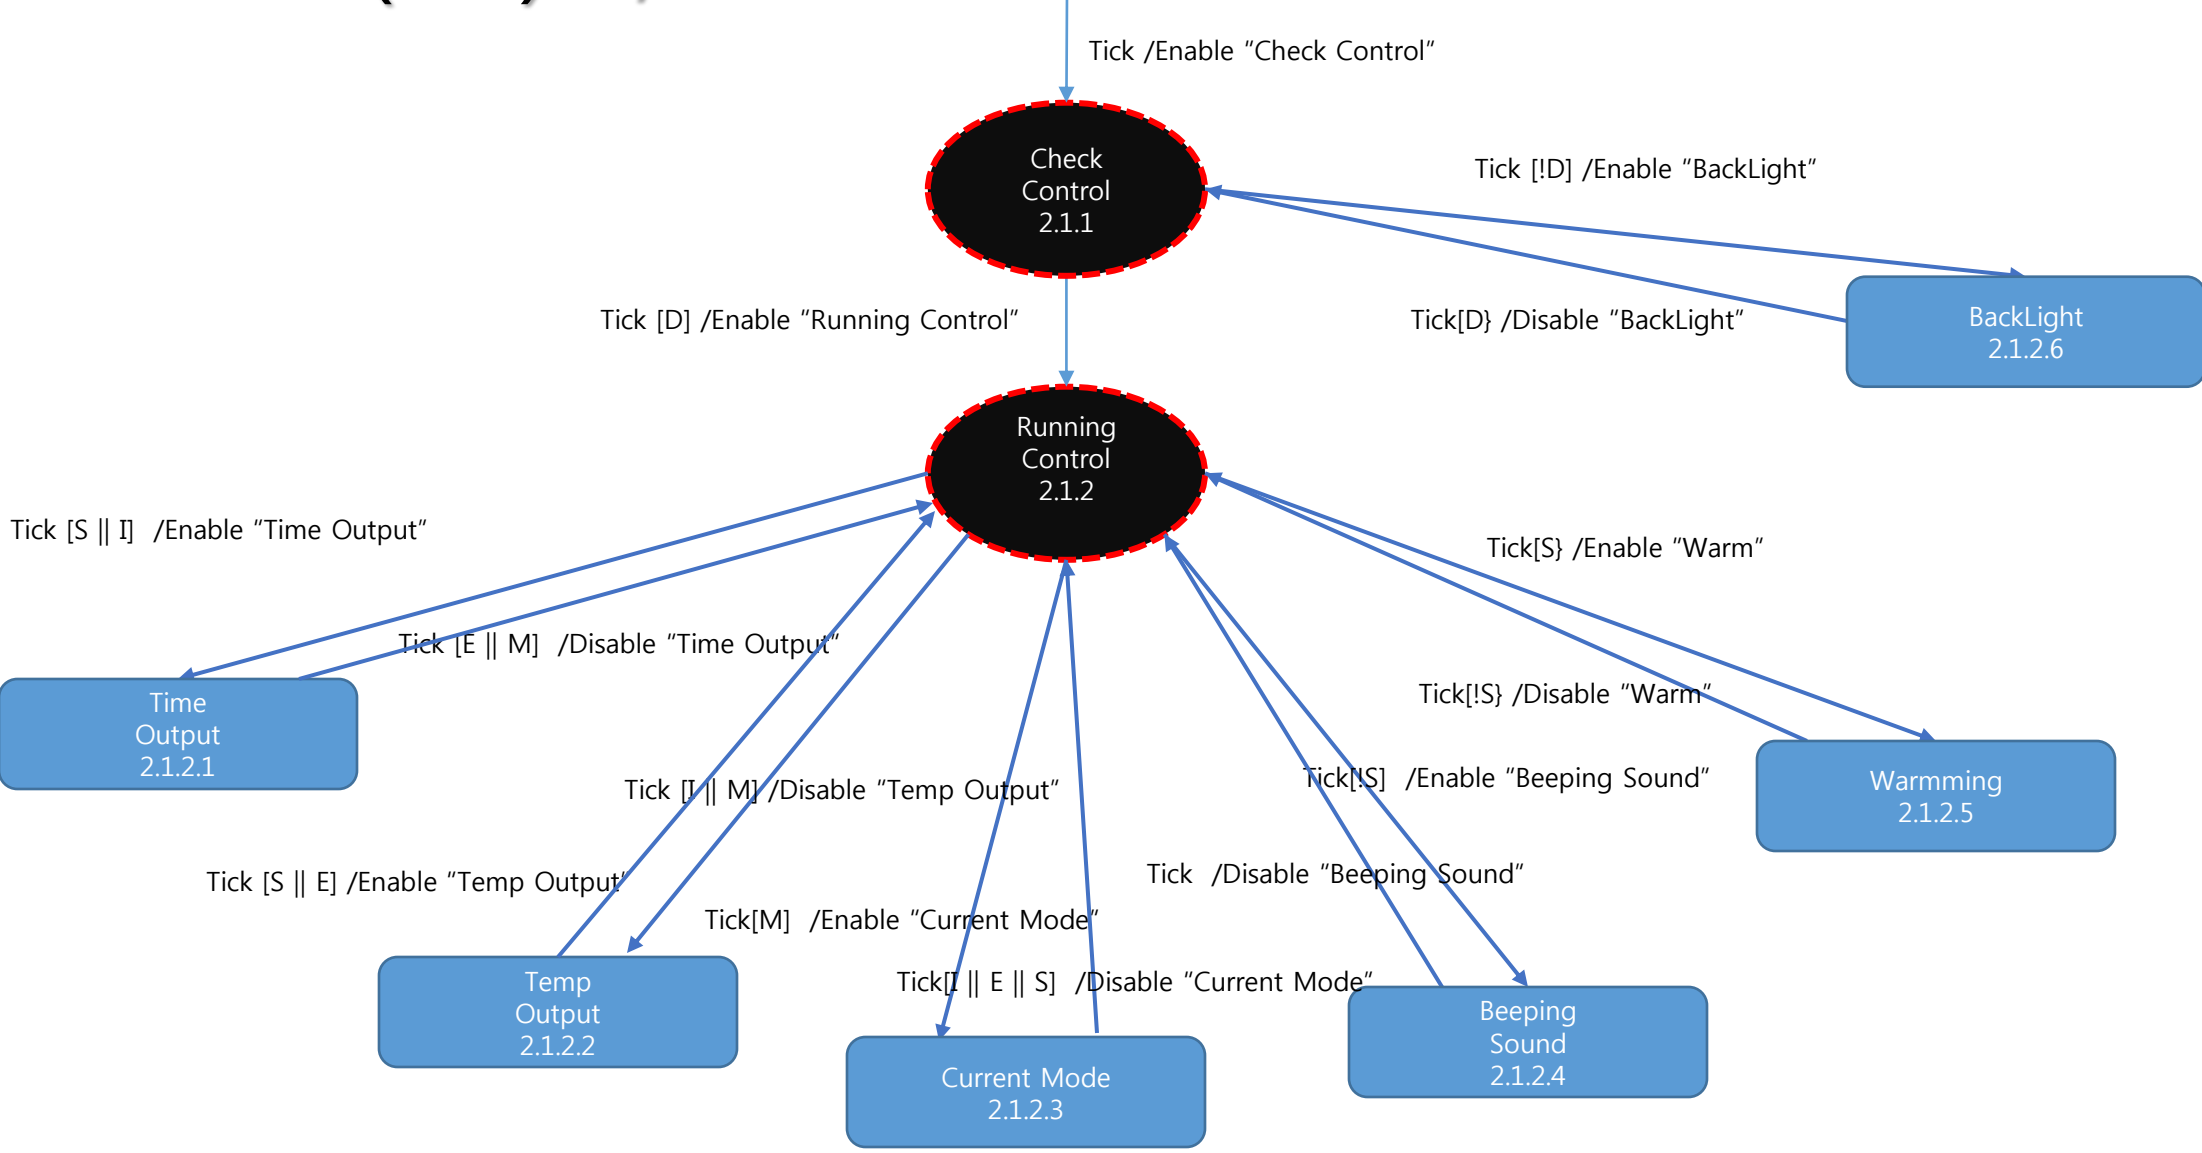 Tick /Enable "Check Control"
Check
Control
2.1.1
Tick [!D] /Enable "BackLight"
Tick [D] /Enable "Running Control"
Tick[D} /Disable "BackLight"
BackLight
2.1.2.6
Running
Control
2.1.2
Tick [S || I]  /Enable "Time Output"
Tick[S} /Enable "Warm"
Tick [E || M]  /Disable "Time Output"
Time
Output
2.1.2.1
Tick[!S} /Disable "Warm"
Tick [I || M] /Disable "Temp Output"
Tick[!S]  /Enable "Beeping Sound"
Warmming
2.1.2.5
Tick [S || E] /Enable "Temp Output"
Tick  /Disable "Beeping Sound"
Tick[M]  /Enable "Current Mode"
Tick[I || E || S]  /Disable "Current Mode"
Temp
Output
2.1.2.2
Current Mode
2.1.2.3
Beeping
Sound
2.1.2.4